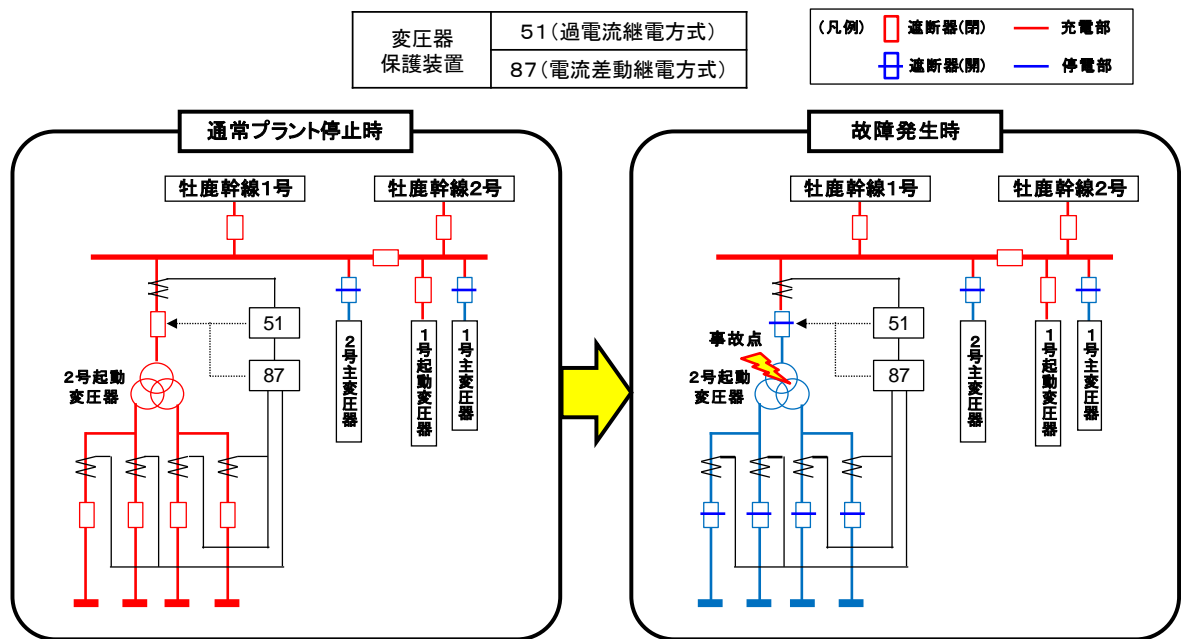 変圧器
保護装置
51(過電流継電方式)
87(電流差動継電方式)
(凡例)
遮断器(閉)
充電部
遮断器(開)
停電部
通常プラント停止時
牡鹿幹線1号
牡鹿幹線2号
51
87
2号起動
変圧器
2号主変圧器
1号起動変圧器
1号主変圧器
故障発生時
牡鹿幹線1号
牡鹿幹線2号
51
87
事故点
2号起動
変圧器
2号主変圧器
1号起動変圧器
1号主変圧器